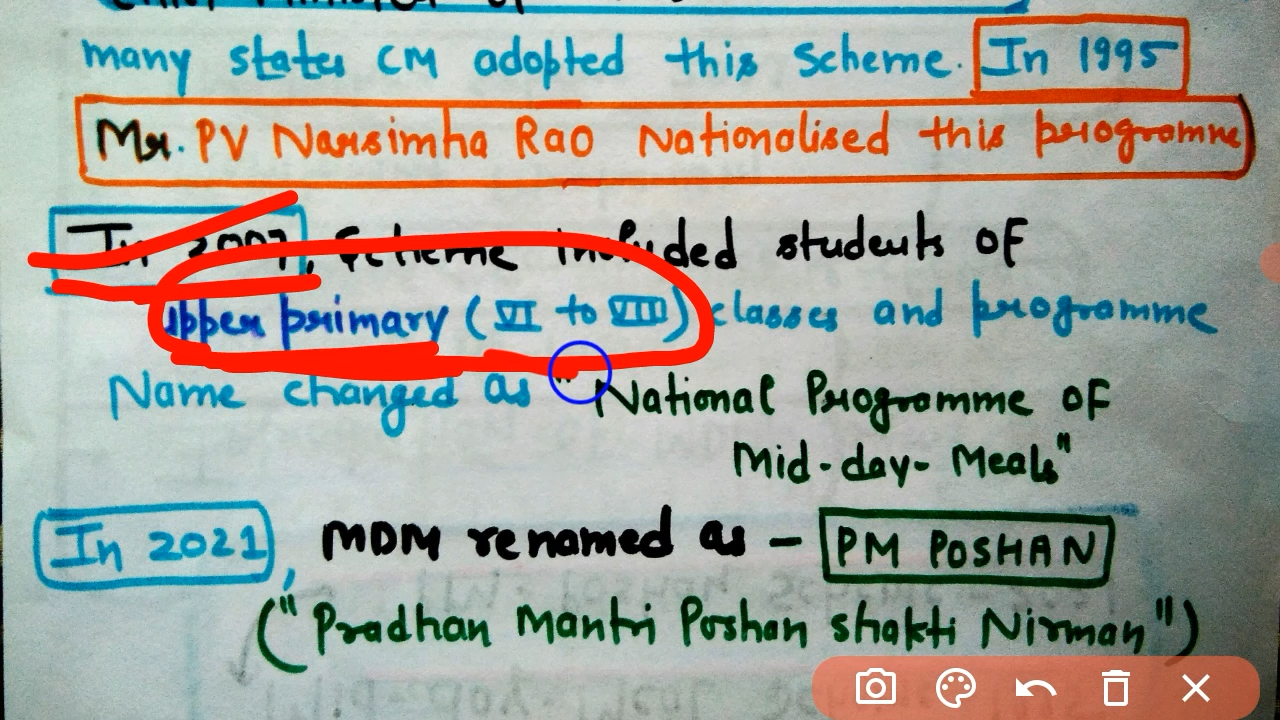 many states CM adopted this Scheme. In 1995
Mr. PV Narsimha Rao Nationalised this programme
In 2007, Scheme included students of
upper primary (VI to VIII) classes and programme
Name changed as "National Programme of
Mid-day-Meals"
In 2021, MDM renamed as - PM POSHAN
("Pradhan Mantri Poshan shakti Nirman")